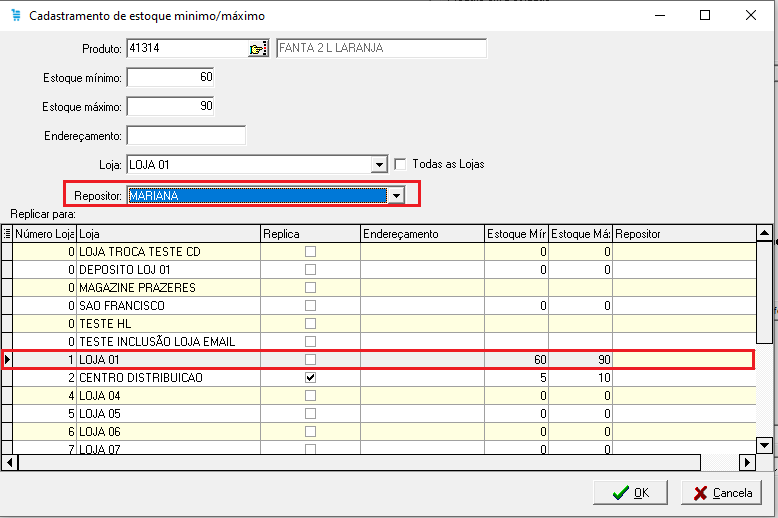 Cadastramento de estoque minimo/máximo
Produto: 41314 FANTA 2 L LARANJA
Estoque mínimo: 60
Estoque máximo: 90
Endereçamento:
Loja: LOJA 01 Todas as Lojas
Repositor: MARIANA
Replicar para:
Número Loja Loja Replica Endereçamento Estoque Mír Estoque Má: Repositor
0 LOJA TROCA TESTE CD 0 0
0 DEPOSITO LOJ 01 0 0
0 MAGAZINE PRAZERES
0 SAO FRANCISCO 0 0
0 TESTE HL
0 TESTE INCLUSÃO LOJA EMAIL
1 LOJA 01 60 90
2 CENTRO DISTRIBUICAO 5 10
4 LOJA 04 0 0
5 LOJA 05 0 0
6 LOJA 06 0 0
7 LOJA 07 0 0
OK Cancela